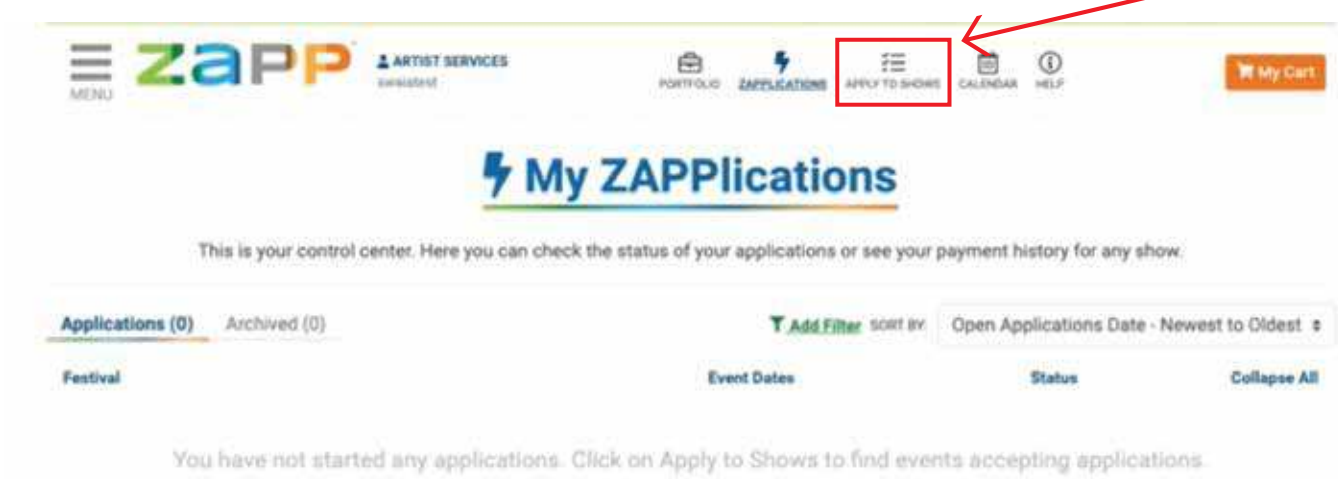 zapp
ARTIST SERVICES
MENU
PORTFOLIO
ZAPPLICATIONS
APPLY TO SHOWS
CALENDAR
HELP
My Cart
My ZAPPlications
This is your control center. Here you can check the status of your applications or see your payment history for any show.
Applications (0) Archived (0) Add Filter SORT BY: Open Applications Date - Newest to Oldest
Festival Event Dates Status Collapse All
You have not started any applications. Click on Apply to Shows to find events accepting applications.